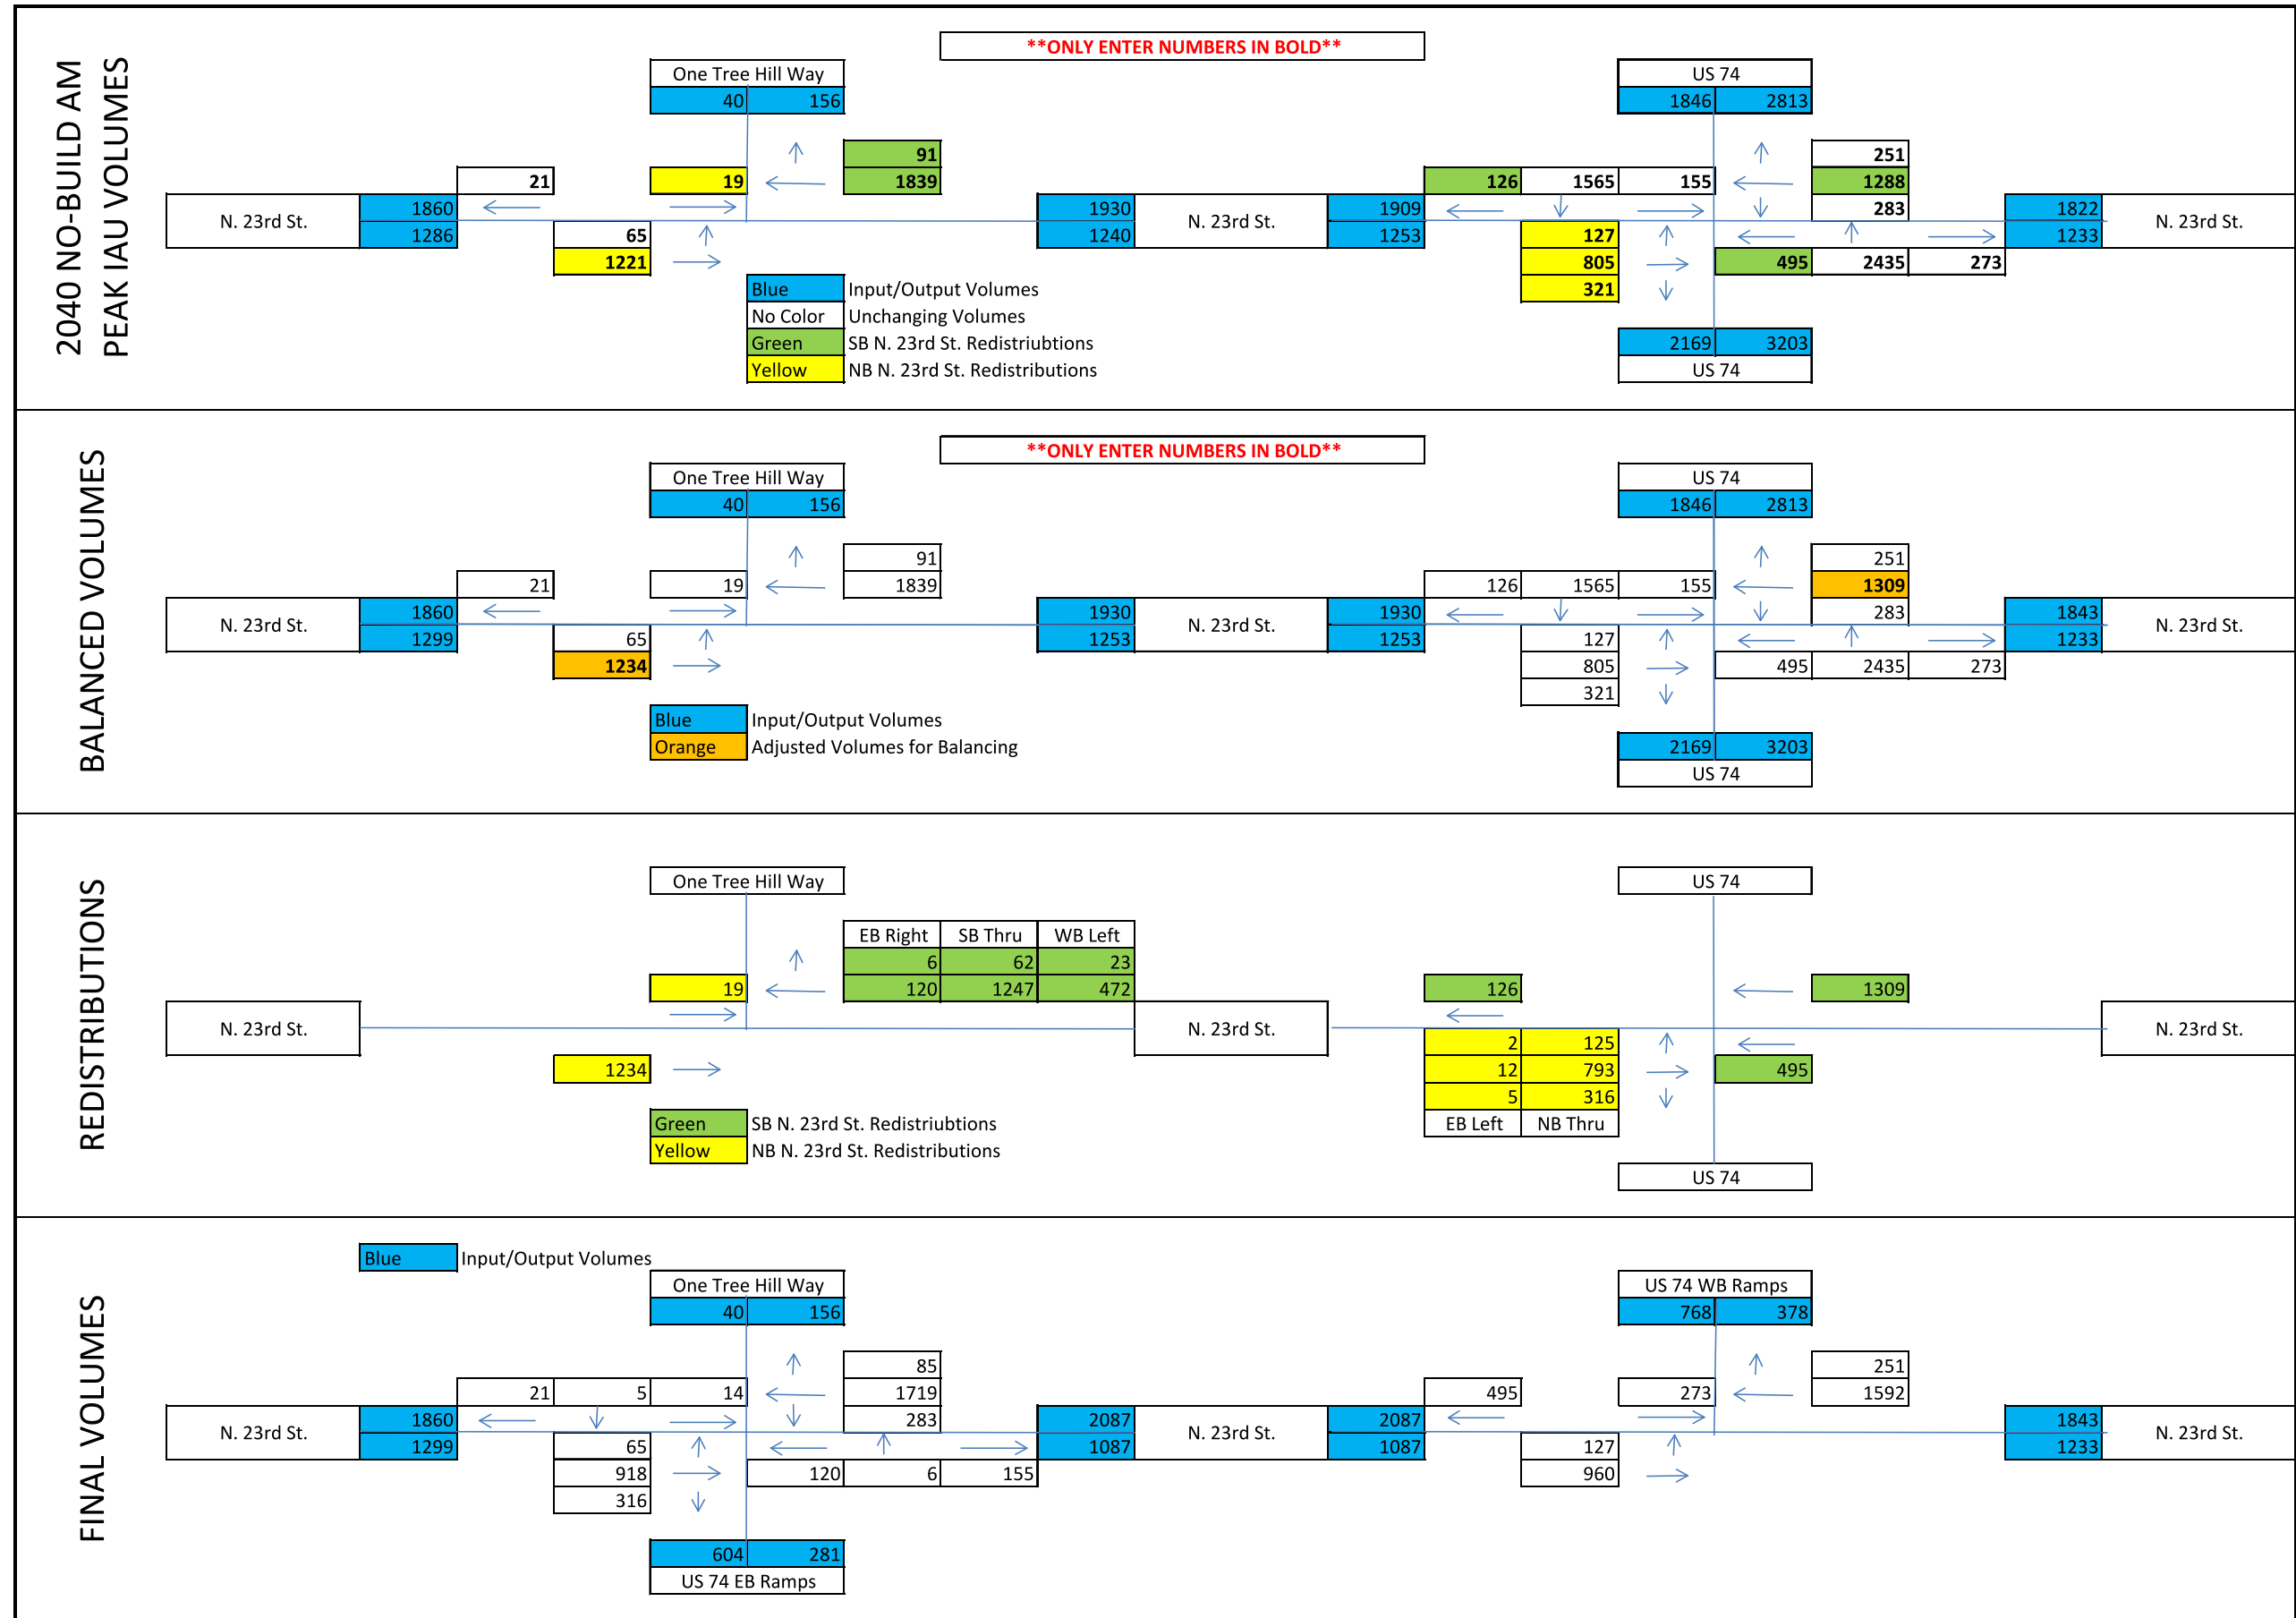 2040 NO-BUILD AM
PEAK IAU VOLUMES
**ONLY ENTER NUMBERS IN BOLD**
One Tree Hill Way US 74
40 156 1846 2813
91 251
21 19 1839 126 1565 155 1288
N. 23rd St. 1860 1930 N. 23rd St. 1909 283 1822 N. 23rd St.
1286 65 1240 1253 127 1233
1221 805 495 2435 273
Blue Input/Output Volumes 321
No Color Unchanging Volumes
Green SB N. 23rd St. Redistriubtions 2169 3203
Yellow NB N. 23rd St. Redistributions US 74
BALANCED VOLUMES
**ONLY ENTER NUMBERS IN BOLD**
One Tree Hill Way US 74
40 156 1846 2813
91 251
21 19 1839 126 1565 155 1309
N. 23rd St. 1860 1930 N. 23rd St. 1930 283 1843 N. 23rd St.
1299 65 1253 1253 127 1233
1234 805 495 2435 273
321
Blue Input/Output Volumes
Orange Adjusted Volumes for Balancing 2169 3203
US 74
REDISTRIBUTIONS
One Tree Hill Way US 74
EB Right SB Thru WB Left
6 62 23
19 120 1247 472 126 1309
N. 23rd St. N. 23rd St. N. 23rd St.
2 125
1234 12 793 495
5 316
Green SB N. 23rd St. Redistriubtions EB Left NB Thru
Yellow NB N. 23rd St. Redistributions
US 74
FINAL VOLUMES
Blue Input/Output Volumes
One Tree Hill Way US 74 WB Ramps
40 156 768 378
85 251
21 5 14 1719 495 273 1592
N. 23rd St. 1860 283 2087 N. 23rd St. 2087 1843 N. 23rd St.
1299 65 1087 1087 127 1233
918 120 6 155 960
316
604 281
US 74 EB Ramps